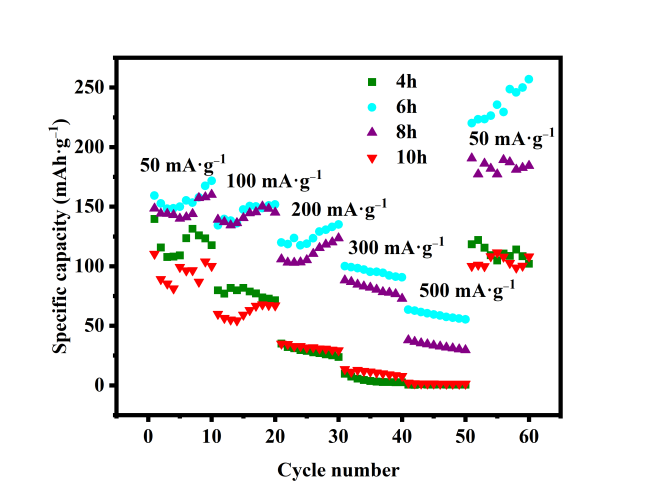 250
200
150
100
50
0
0 10 20 30 40 50 60
Specific capacity (mAh·g⁻¹)
Cycle number
4h
6h
8h
10h
50 mA·g⁻¹
100 mA·g⁻¹
200 mA·g⁻¹
300 mA·g⁻¹
500 mA·g⁻¹
50 mA·g⁻¹